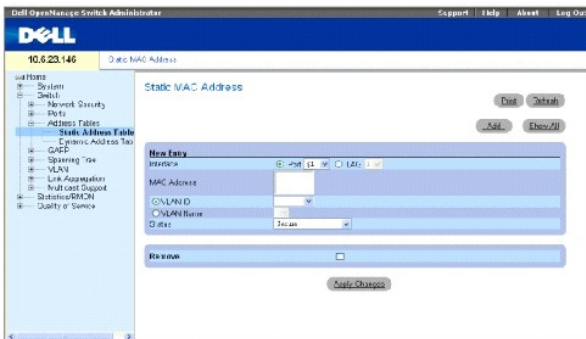 Dell OpenManage Switch Administrator
Support Help About Log Out
DELL
10.6.23.146
Static MAC Address
Home
System
Switch
Network Security
Ports
Address Tables
Static Address Table
Dynamic Address Tab
GARP
Spanning Tree
VLAN
Link Aggregation
Multicast Support
Statistics/RMON
Quality of Service
Static MAC Address
Print Refresh
Add Show All
New Entry
Interface Port g1 LAG
MAC Address
VLAN ID
VLAN Name
Status Secure
Remove
Apply Changes